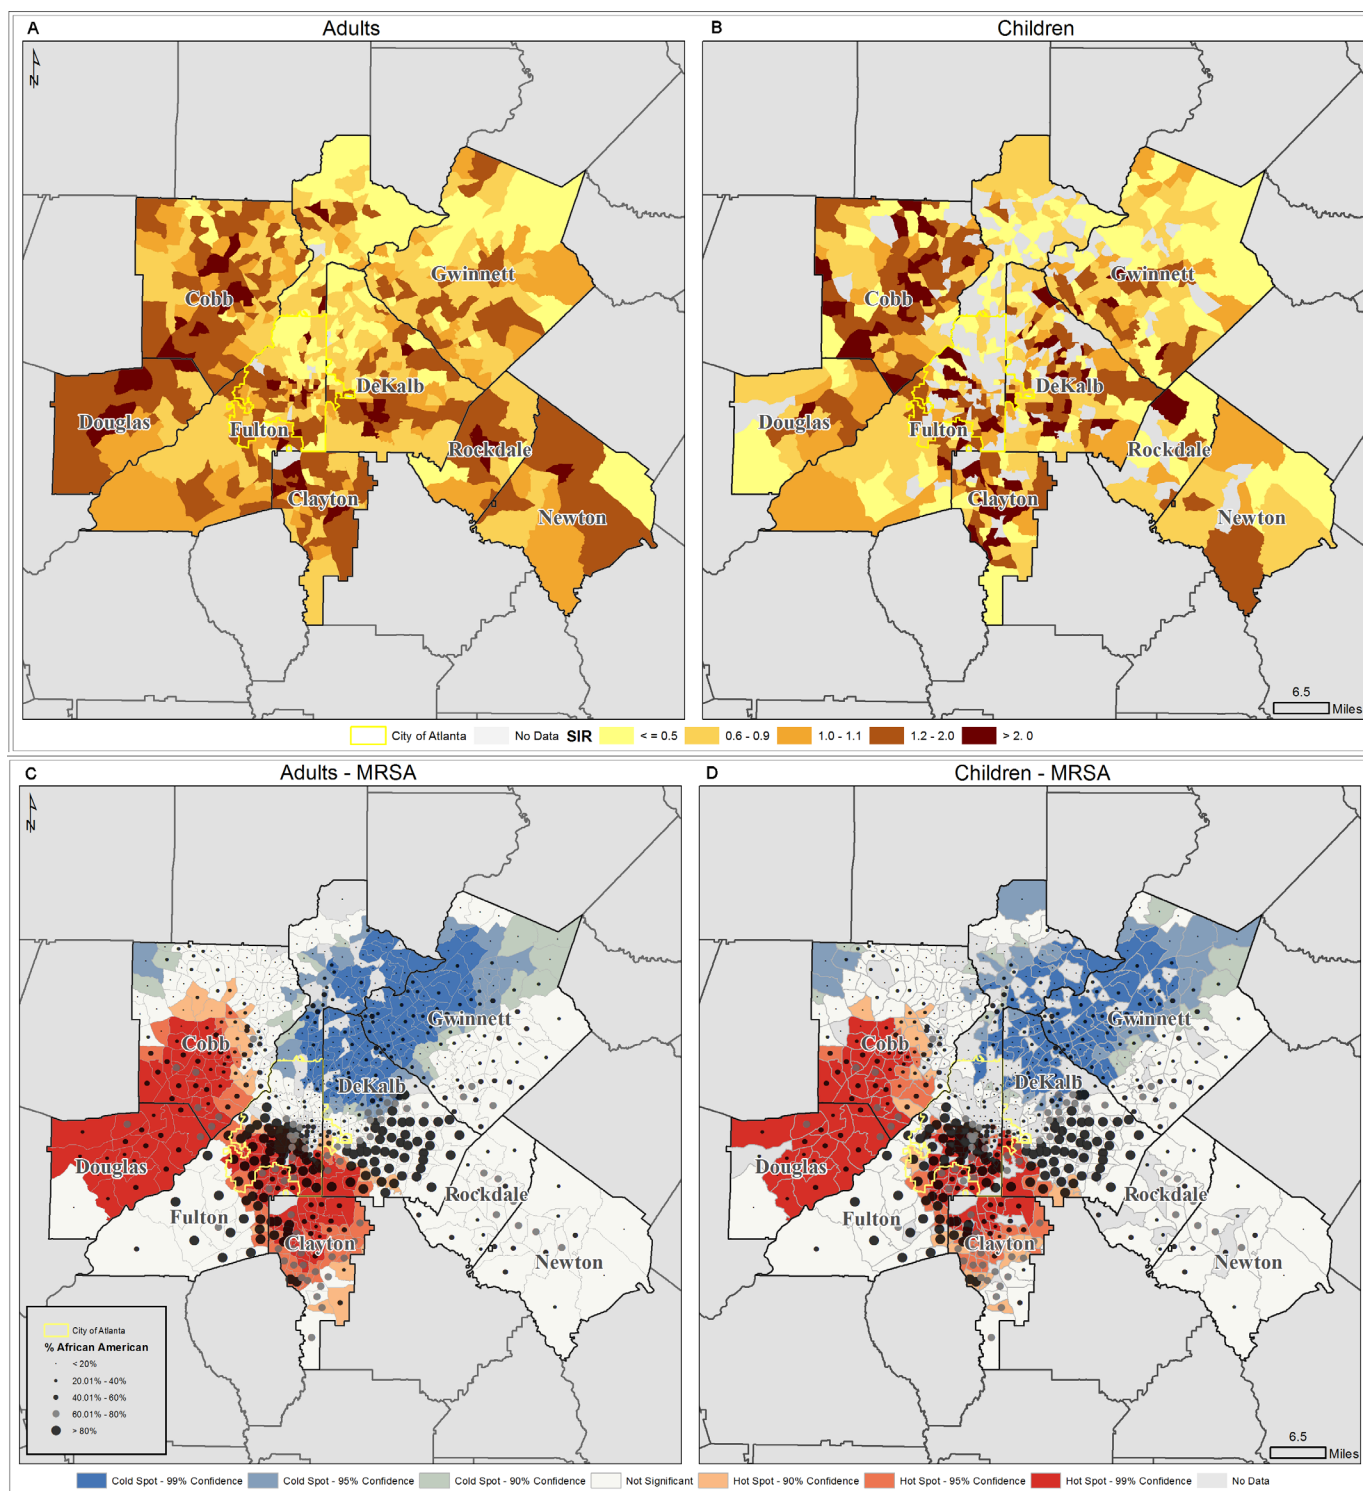 A
Adults
N
Cobb
Gwinnett
Douglas
DeKalb
Fulton
Rockdale
Clayton
Newton
B
Children
Cobb
Gwinnett
Douglas
DeKalb
Fulton
Rockdale
Clayton
Newton
6.5
Miles
City of Atlanta No Data SIR < = 0.5 0.6 - 0.9 1.0 - 1.1 1.2 - 2.0 > 2. 0
C
Adults - MRSA
N
Cobb
Gwinnett
DeKalb
Douglas
Rockdale
Fulton
Clayton
Newton
City of Atlanta
% African American
< 20%
20.01% - 40%
40.01% - 60%
60.01% - 80%
> 80%
D
Children - MRSA
Cobb
Gwinnett
DeKalb
Douglas
Rockdale
Fulton
Clayton
Newton
6.5
Miles
Cold Spot - 99% Confidence Cold Spot - 95% Confidence Cold Spot - 90% Confidence Not Significant Hot Spot - 90% Confidence Hot Spot - 95% Confidence Hot Spot - 99% Confidence No Data